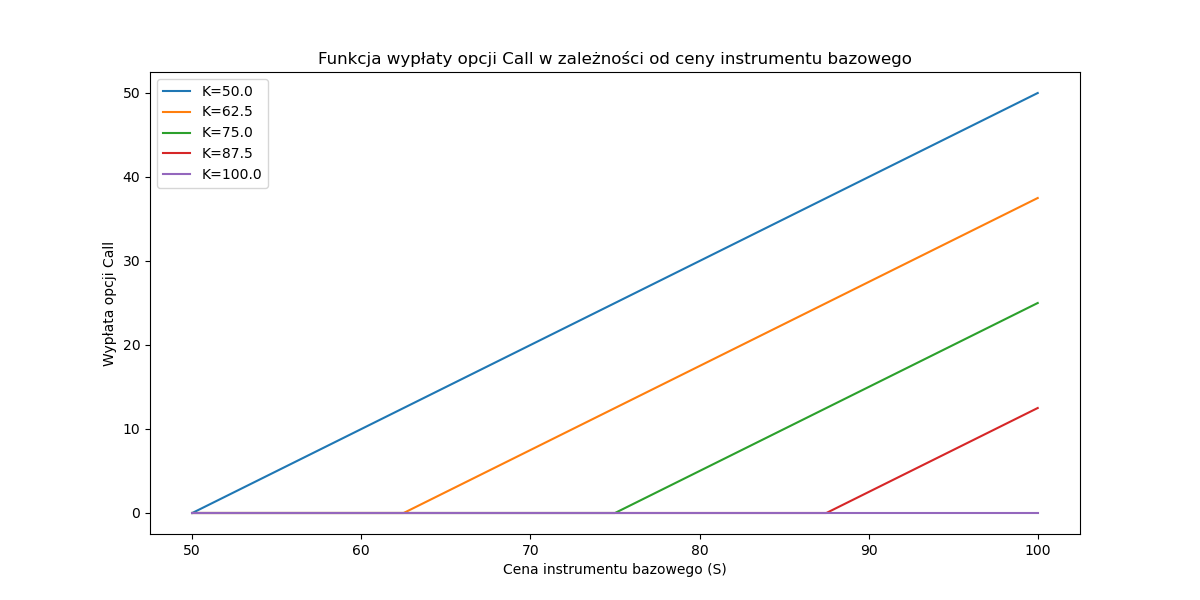 Funkcja wypłaty opcji Call w zależności od ceny instrumentu bazowego
K=50.0
K=62.5
K=75.0
K=87.5
K=100.0
Wypłata opcji Call
50
40
30
20
10
0
50 60 70 80 90 100
Cena instrumentu bazowego (S)